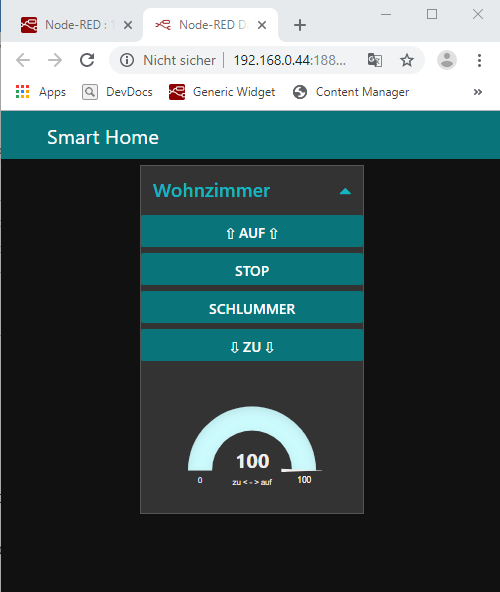 Node-RED : 1
Node-RED D
Nicht sicher | 192.168.0.44:188...
Apps DevDocs Generic Widget Content Manager »
Smart Home
Wohnzimmer
⇧ AUF ⇧
STOP
SCHLUMMER
⇩ ZU ⇩
100
0 zu < - > auf 100